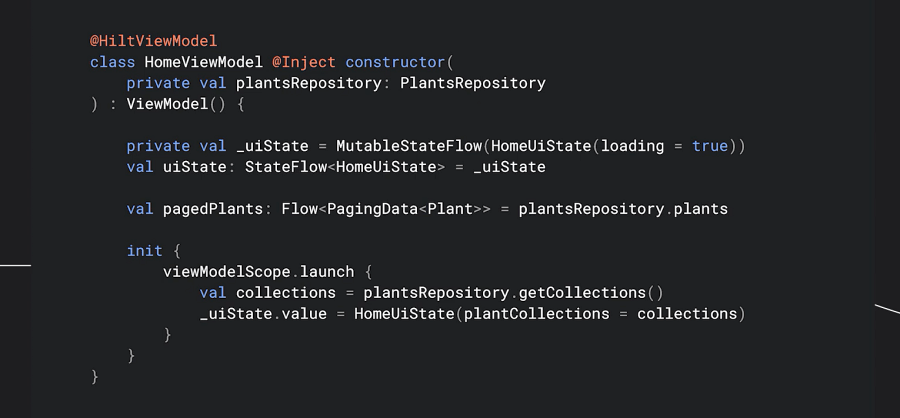 @HiltViewModel
class HomeViewModel @Inject constructor(
    private val plantsRepository: PlantsRepository
) : ViewModel() {
    private val _uiState = MutableStateFlow(HomeUiState(loading = true))
    val uiState: StateFlow<HomeUiState> = _uiState
    val pagedPlants: Flow<PagingData<Plant>> = plantsRepository.plants
    init {
        viewModelScope.launch {
            val collections = plantsRepository.getCollections()
            _uiState.value = HomeUiState(plantCollections = collections)
        }
    }
}